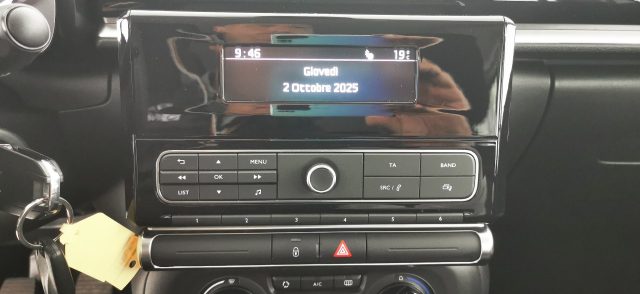 9:46 19°C
Giovedì
2 Ottobre 2025
MENU TA BAND
OK
LIST SRC/
1 2 3 4 5 6
A/C